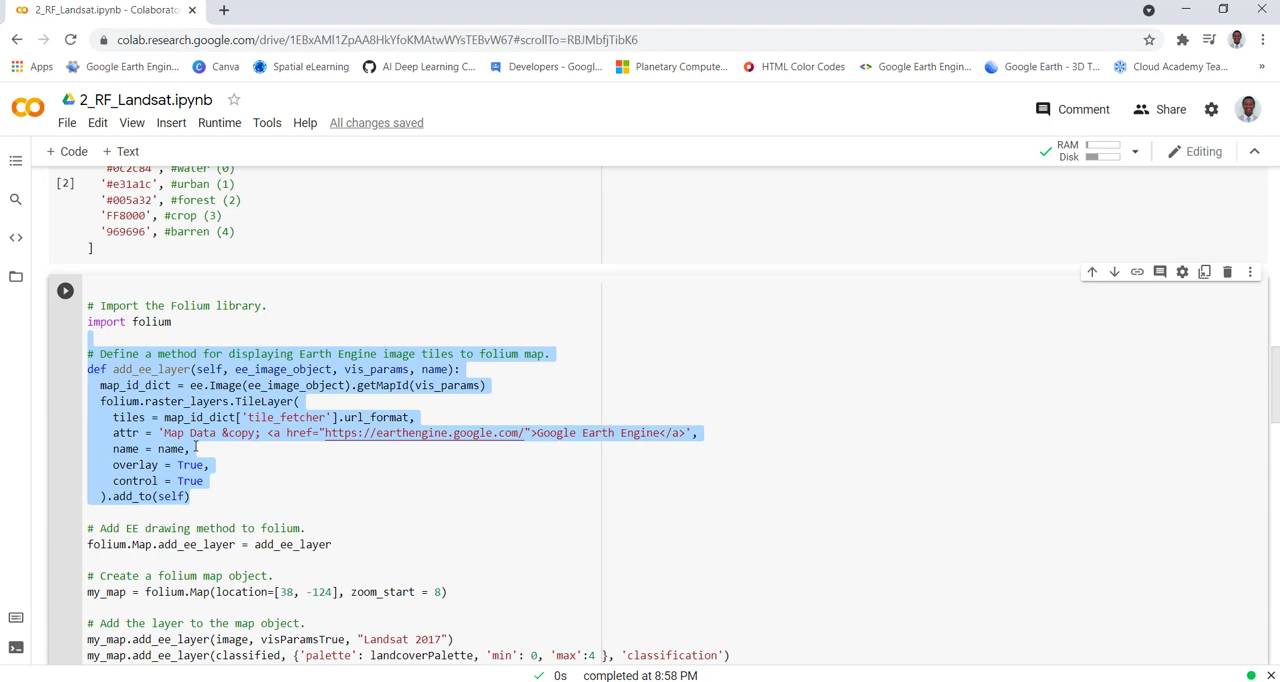 2_RF_Landsat.ipynb - Colaborato
colab.research.google.com/drive/1EBxAMl1ZpAA8HkYfoKMAtwWYsTEBvW67#scrollTo=RBJMbfjTibK6
Apps Google Earth Engin... Canva Spatial eLearning AI Deep Learning C... Developers - Googl... Planetary Compute... HTML Color Codes Google Earth Engin... Google Earth - 3D T... Cloud Academy Tea... »
2_RF_Landsat.ipynb
File Edit View Insert Runtime Tools Help All changes saved
Comment Share
+ Code + Text
RAM
Disk
Editing
'#0c2c84', #water (0)
[2] '#e31a1c', #urban (1)
'#005a32', #forest (2)
'FF8000', #crop (3)
'969696', #barren (4)
]
# Import the Folium library.
import folium
# Define a method for displaying Earth Engine image tiles to folium map.
def add_ee_layer(self, ee_image_object, vis_params, name):
map_id_dict = ee.Image(ee_image_object).getMapId(vis_params)
folium.raster_layers.TileLayer(
tiles = map_id_dict['tile_fetcher'].url_format,
attr = 'Map Data &copy; <a href="https://earthengine.google.com/">Google Earth Engine</a>',
name = name,
overlay = True,
control = True
).add_to(self)
# Add EE drawing method to folium.
folium.Map.add_ee_layer = add_ee_layer
# Create a folium map object.
my_map = folium.Map(location=[38, -124], zoom_start = 8)
# Add the layer to the map object.
my_map.add_ee_layer(image, visParamsTrue, "Landsat 2017")
my_map.add_ee_layer(classified, {'palette': landcoverPalette, 'min': 0, 'max':4 }, 'classification')
0s completed at 8:58 PM